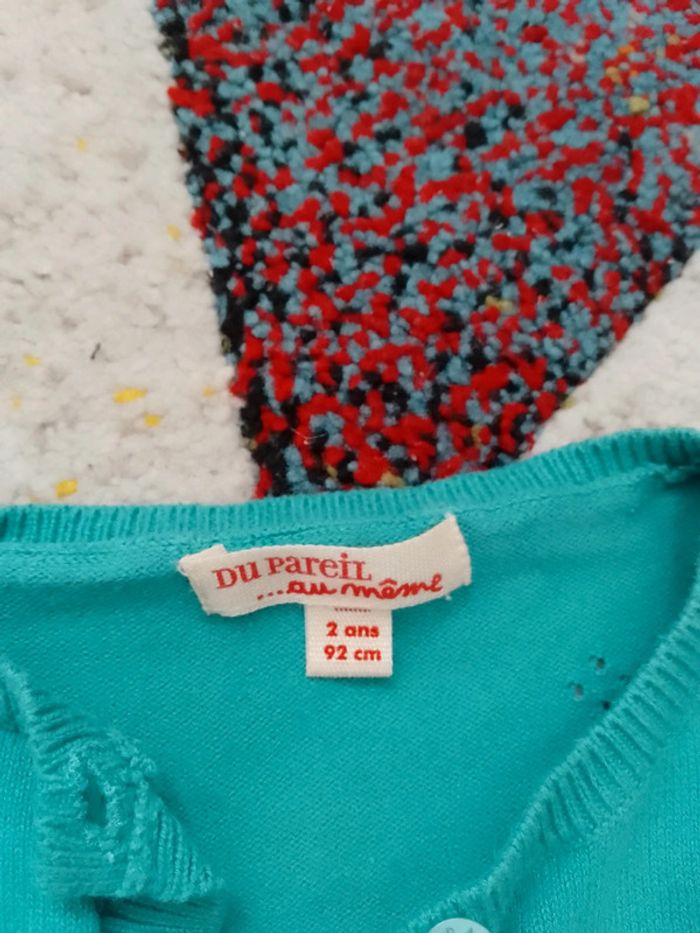 DU PAREIL
...au même
2 ans
92 cm